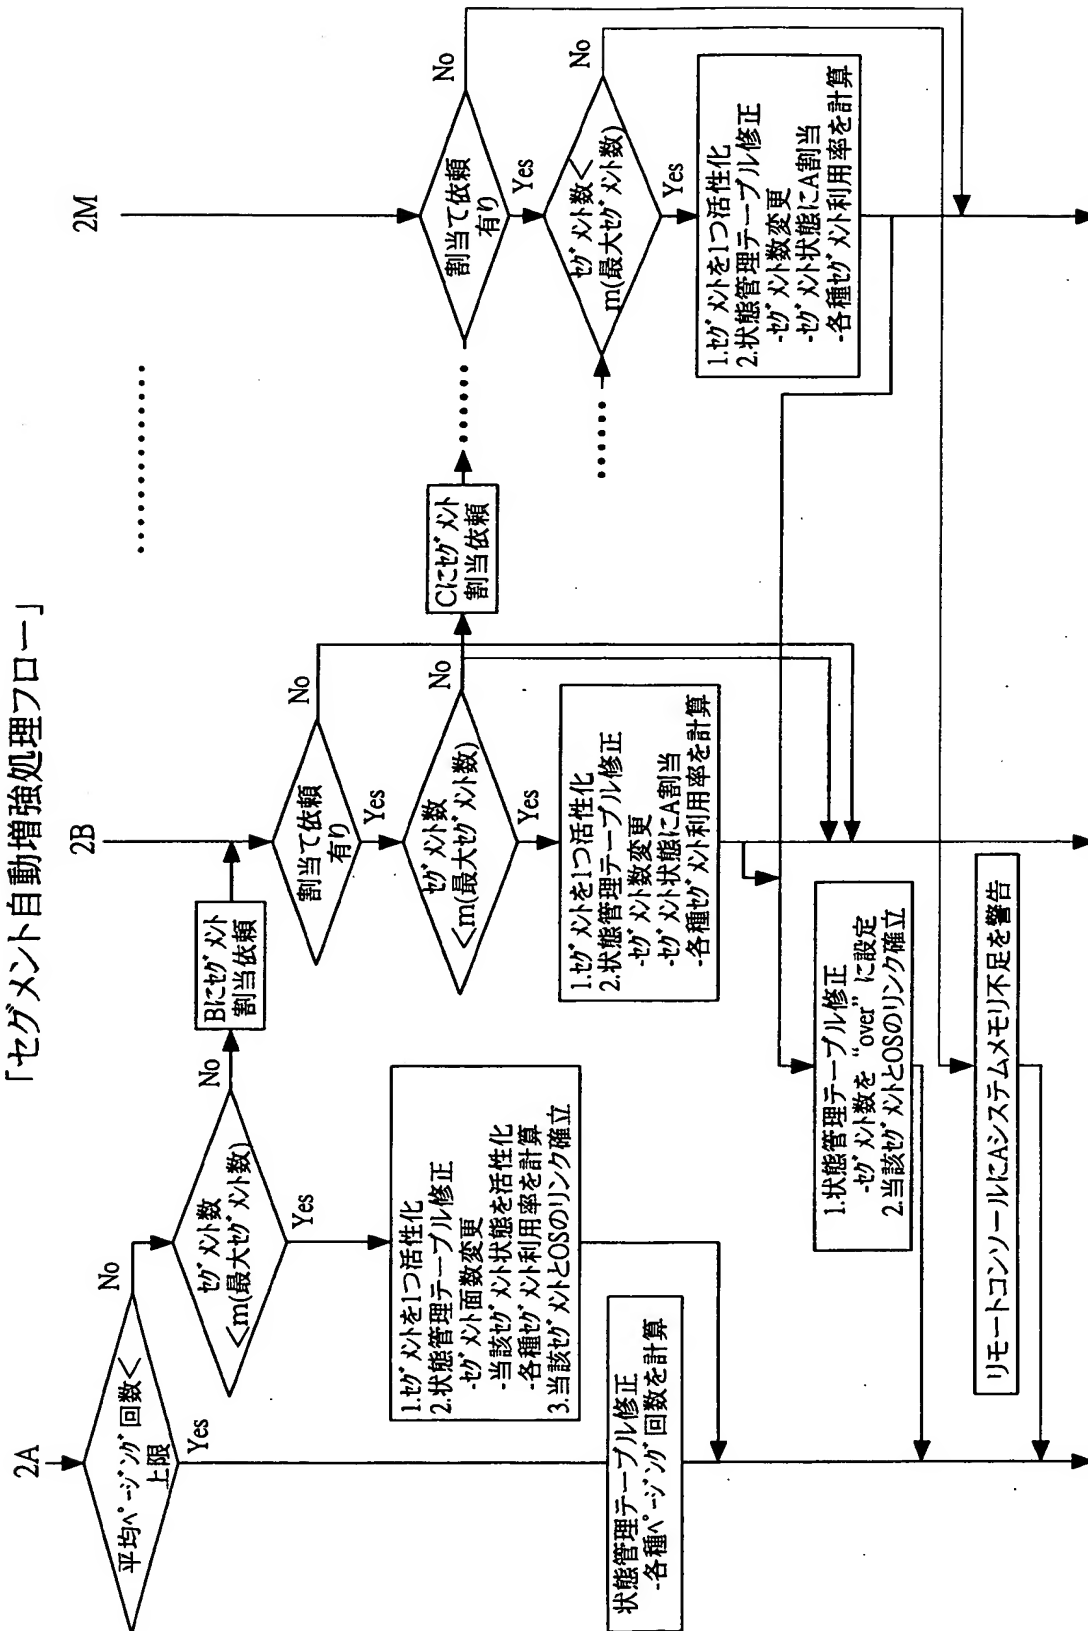 「セグメント自動増強処理フロー」
2A
平均ページング回数<
上限
No
Yes
セグメント数
<m(最大セグメント数)
No
Yes
1.セグメントを1つ活性化
2.状態管理テーブル修正
-セグメント面数変更
-当該セグメント状態を活性化
-各種セグメント利用率を計算
3.当該セグメントとOSのリンク確立
状態管理テーブル修正
-各種ページング回数を計算
Bにセグメント
割当依頼
2B
割当て依頼
有り
No
Yes
セグメント数
<m(最大セグメント数)
No
Yes
1.セグメントを1つ活性化
2.状態管理テーブル修正
-セグメント数変更
-セグメント状態にA割当
-各種セグメント利用率を計算
1.状態管理テーブル修正
-セグメント数を“over”に設定
2.当該セグメントとOSのリンク確立
リモートコンソールにAシステムメモリ不足を警告
Cにセグメント
割当依頼
・・・・・・
・・・・・・
・・・・・・・・・・・
2M
割当て依頼
有り
No
Yes
セグメント数<
m(最大セグメント数)
No
Yes
1.セグメントを1つ活性化
2.状態管理テーブル修正
-セグメント数変更
-セグメント状態にA割当
-各種セグメント利用率を計算